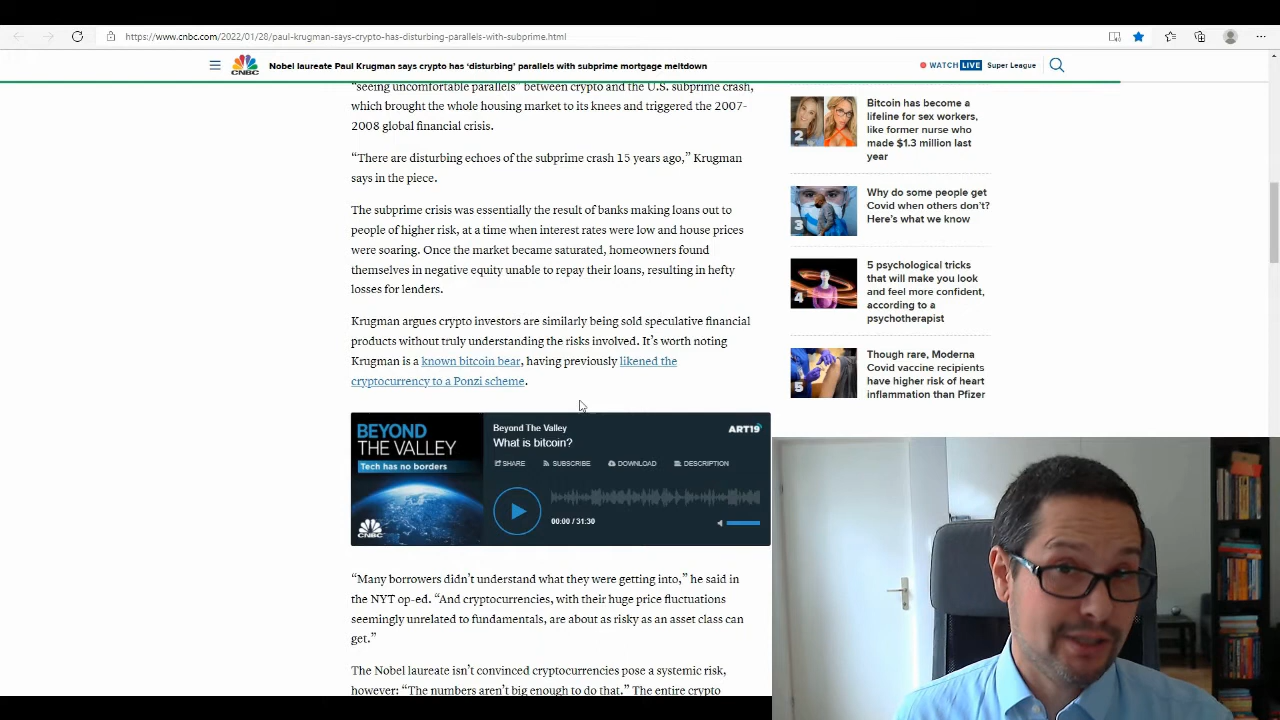 https://www.cnbc.com/2022/01/28/paul-krugman-says-crypto-has-disturbing-parallels-with-subprime.html
CNBC
Nobel laureate Paul Krugman says crypto has ‘disturbing’ parallels with subprime mortgage meltdown
WATCH LIVE Super League
“seeing uncomfortable parallels” between crypto and the U.S. subprime crash,
which brought the whole housing market to its knees and triggered the 2007-
2008 global financial crisis.
“There are disturbing echoes of the subprime crash 15 years ago,” Krugman
says in the piece.
The subprime crisis was essentially the result of banks making loans out to
people of higher risk, at a time when interest rates were low and house prices
were soaring. Once the market became saturated, homeowners found
themselves in negative equity unable to repay their loans, resulting in hefty
losses for lenders.
Krugman argues crypto investors are similarly being sold speculative financial
products without truly understanding the risks involved. It’s worth noting
Krugman is a known bitcoin bear, having previously likened the
cryptocurrency to a Ponzi scheme.
BEYOND
THE VALLEY
Tech has no borders
CNBC
Beyond The Valley
What is bitcoin?
ART19
SHARE
SUBSCRIBE
DOWNLOAD
DESCRIPTION
00:00 / 31:30
“Many borrowers didn’t understand what they were getting into,” he said in
the NYT op-ed. “And cryptocurrencies, with their huge price fluctuations
seemingly unrelated to fundamentals, are about as risky as an asset class can
get.”
The Nobel laureate isn’t convinced cryptocurrencies pose a systemic risk,
however: “The numbers aren’t big enough to do that.” The entire crypto
2
Bitcoin has become a
lifeline for sex workers,
like former nurse who
made $1.3 million last
year
3
Why do some people get
Covid when others don’t?
Here’s what we know
4
5 psychological tricks
that will make you look
and feel more confident,
according to a
psychotherapist
5
Though rare, Moderna
Covid vaccine recipients
have higher risk of heart
inflammation than Pfizer